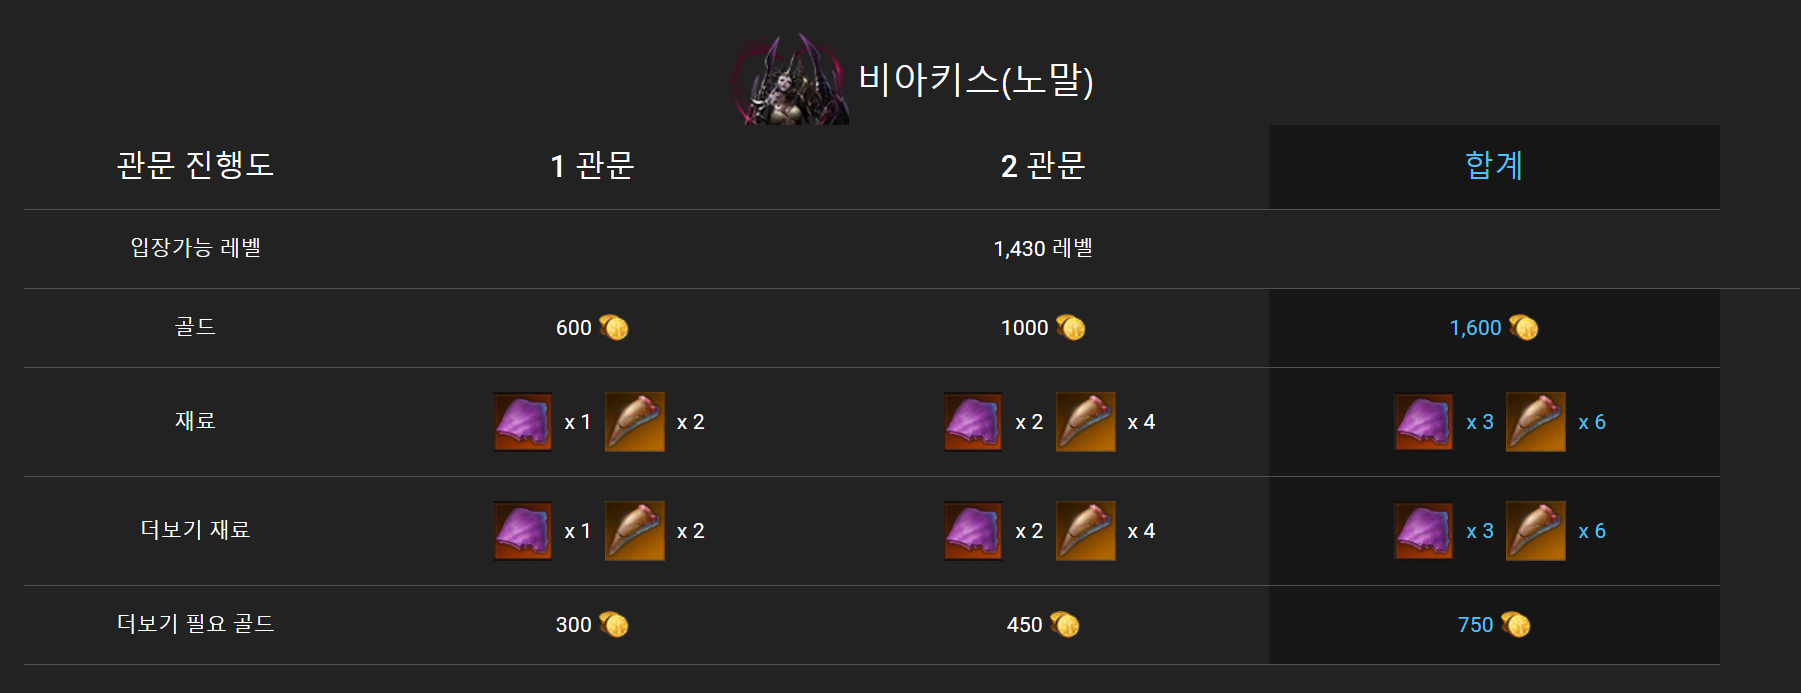 비아키스(노말)
관문 진행도 1 관문 2 관문 합계
입장가능 레벨 1,430 레벨
골드 600 1000 1,600
재료 x 1 x 2 x 2 x 4 x 3 x 6
더보기 재료 x 1 x 2 x 2 x 4 x 3 x 6
더보기 필요 골드 300 450 750